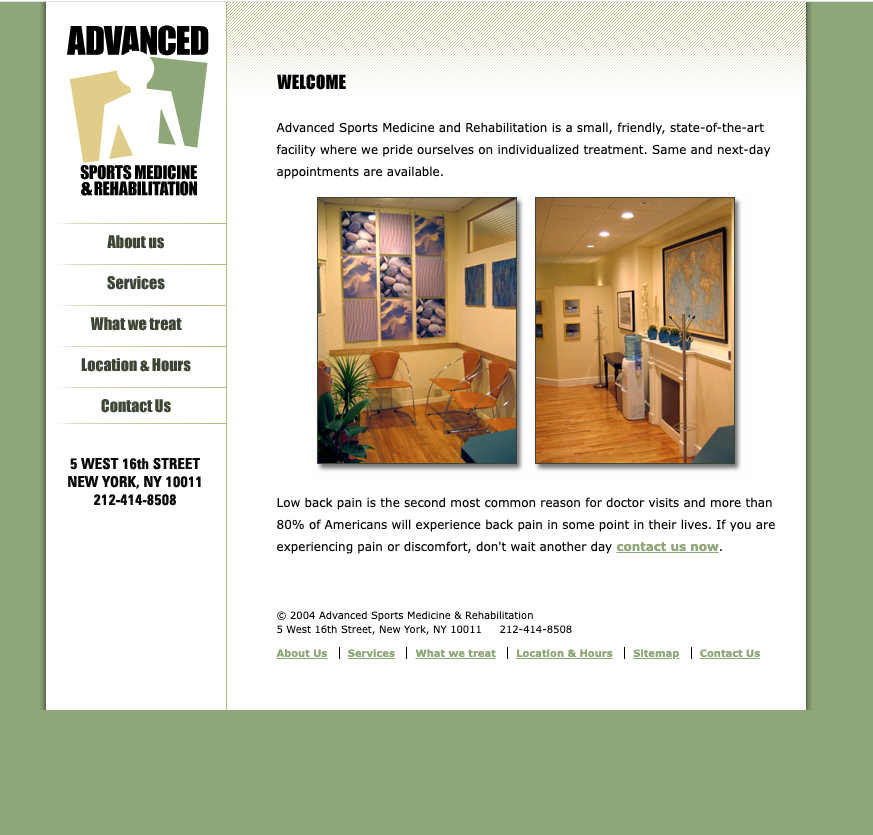 ADVANCED
SPORTS MEDICINE
& REHABILITATION
About us
Services
What we treat
Location & Hours
Contact Us
5 WEST 16th STREET
NEW YORK, NY 10011
212-414-8508
WELCOME
Advanced Sports Medicine and Rehabilitation is a small, friendly, state-of-the-art
facility where we pride ourselves on individualized treatment. Same and next-day
appointments are available.
Low back pain is the second most common reason for doctor visits and more than
80% of Americans will experience back pain in some point in their lives. If you are
experiencing pain or discomfort, don't wait another day contact us now.
© 2004 Advanced Sports Medicine & Rehabilitation
5 West 16th Street, New York, NY 10011 212-414-8508
About Us | Services | What we treat | Location & Hours | Sitemap | Contact Us